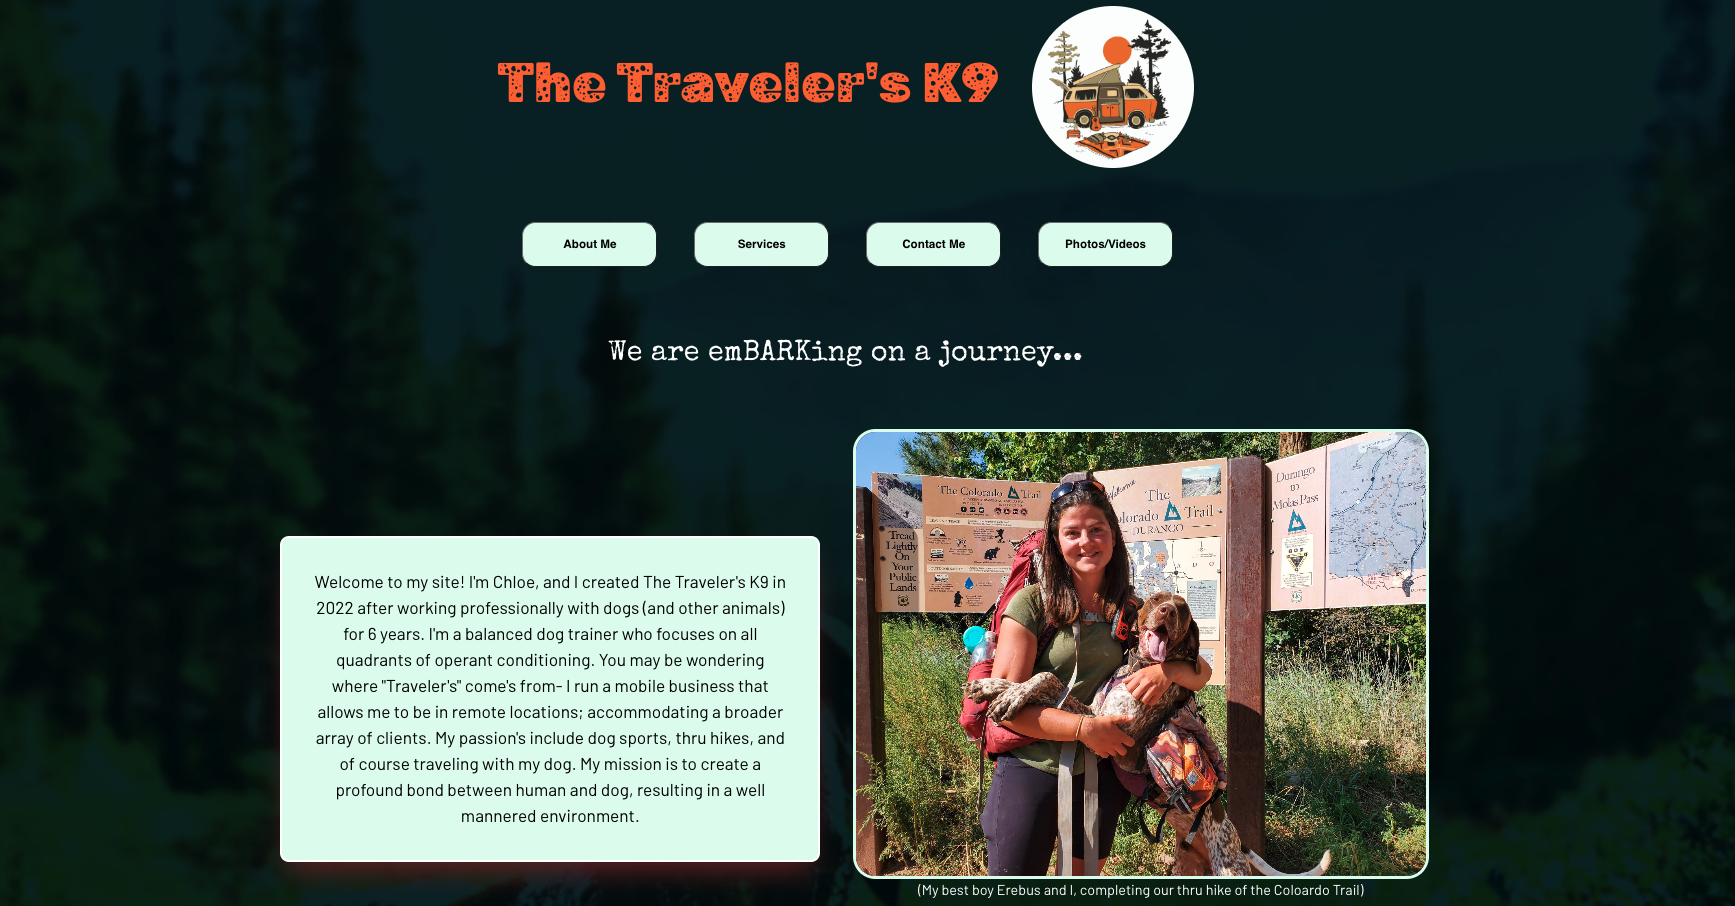 The Traveler's K9
About Me
Services
Contact Me
Photos/Videos
We are emBARKing on a journey...
Welcome to my site! I'm Chloe, and I created The Traveler's K9 in
2022 after working professionally with dogs (and other animals)
for 6 years. I'm a balanced dog trainer who focuses on all
quadrants of operant conditioning. You may be wondering
where "Traveler's" come's from- I run a mobile business that
allows me to be in remote locations; accommodating a broader
array of clients. My passion's include dog sports, thru hikes, and
of course traveling with my dog. My mission is to create a
profound bond between human and dog, resulting in a well
mannered environment.
The Colorado Trail
Tread
Lightly
On
Your
Public
Lands
Welcome
The
Colorado Trail
DURANGO
Durango
to
Molas Pass
(My best boy Erebus and I, completing our thru hike of the Coloardo Trail)